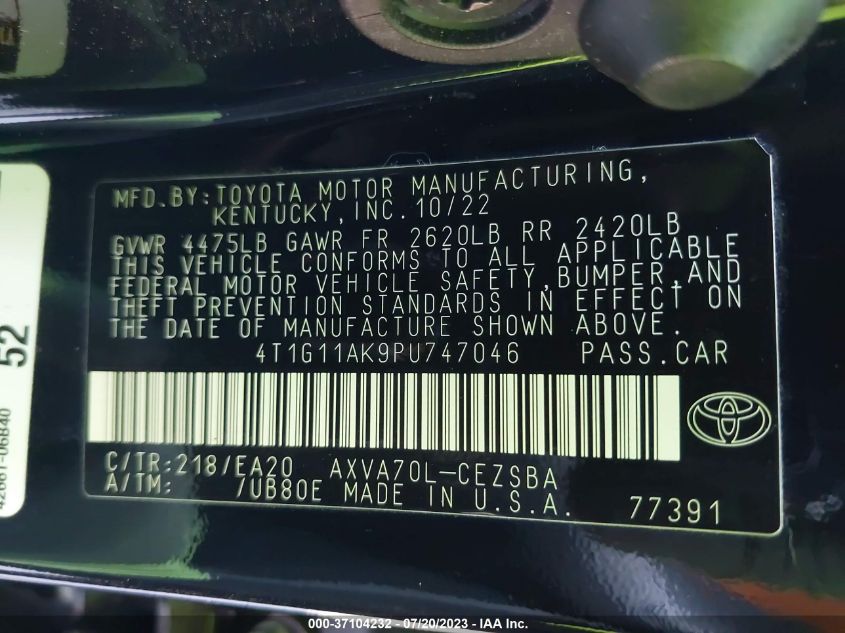 MFD.BY:TOYOTA MOTOR MANUFACTURING,
KENTUCKY,INC.10/22
GVWR 4475LB GAWR FR 2620LB RR 2420LB
THIS VEHICLE CONFORMS TO ALL APPLICABLE
FEDERAL MOTOR VEHICLE SAFETY,BUMPER,AND
THEFT PREVENTION STANDARDS IN EFFECT ON
THE DATE OF MANUFACTURE SHOWN ABOVE.
4T1G11AK9PU747046 PASS.CAR
C/TR:218/EA20 AXVA70L-CEZSBA
A/TM: /UB80E MADE IN U.S.A. 77391
52
42661-06B40
000-37104232 - 07/20/2023 - IAA Inc.